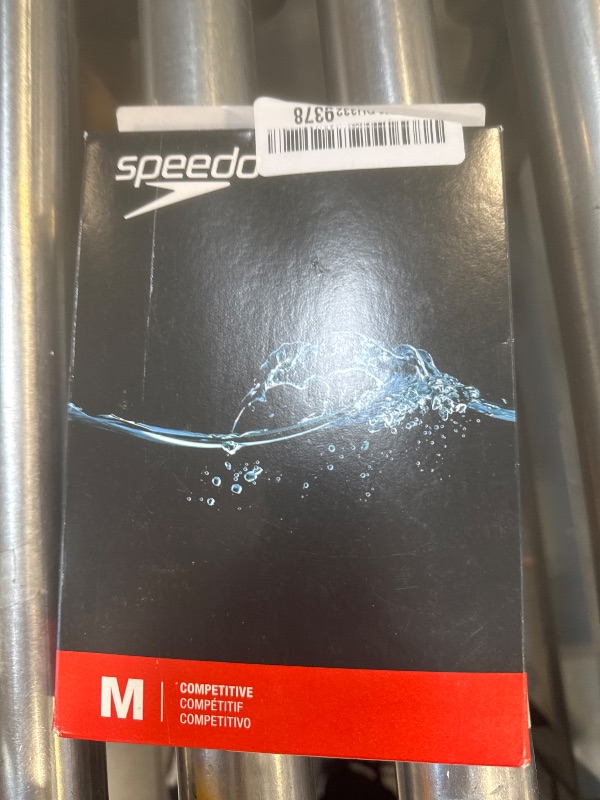 9378
speedo
M
COMPETITIVE
COMPÉTITIF
COMPETITIVO